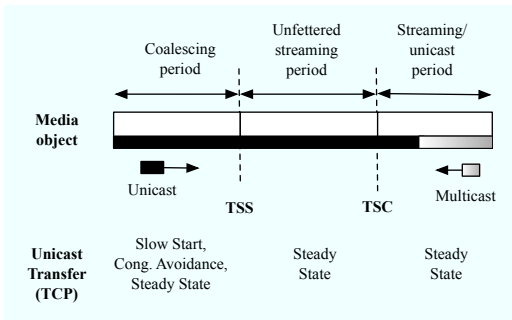 Coalescing period
Unfettered streaming period
Streaming/ unicast period
Media object
Unicast
Multicast
TSS
TSC
Unicast Transfer (TCP)
Slow Start, Cong. Avoidance, Steady State
Steady State
Steady State